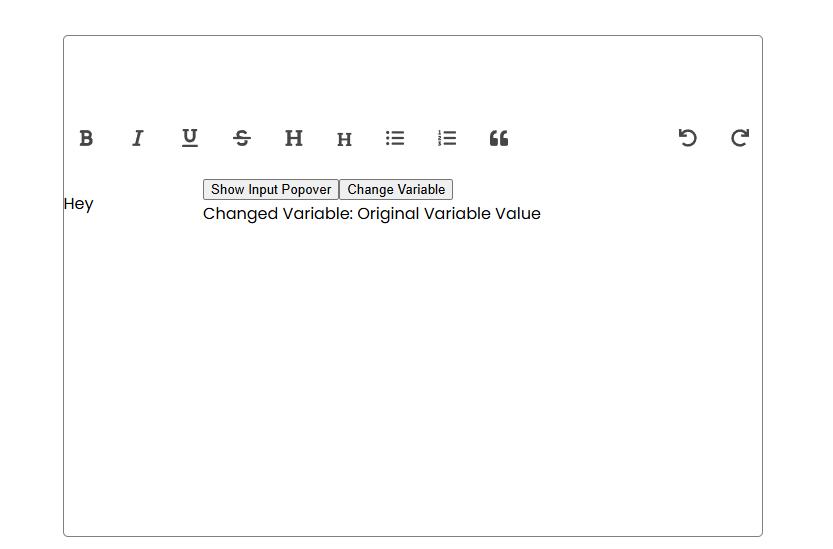 B I U S H H
Show Input Popover Change Variable
Hey
Changed Variable: Original Variable Value